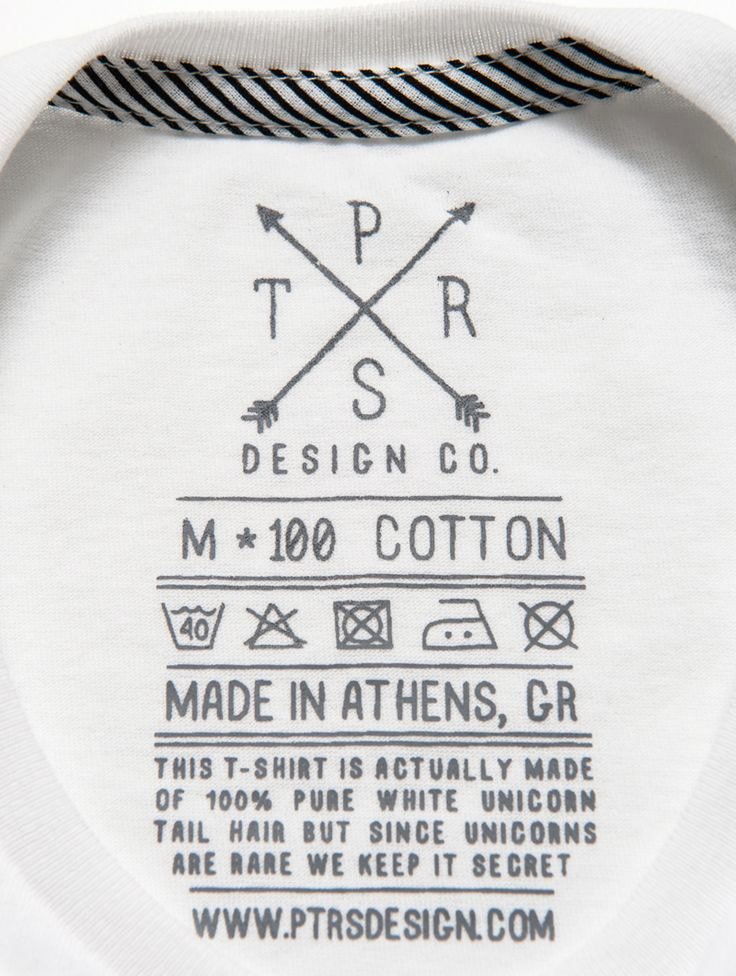 P
T R
S
DESIGN CO.
M * 100 COTTON
40
MADE IN ATHENS, GR
THIS T-SHIRT IS ACTUALLY MADE
OF 100% PURE WHITE UNICORN
TAIL HAIR BUT SINCE UNICORNS
ARE RARE WE KEEP IT SECRET
WWW.PTRSDESIGN.COM